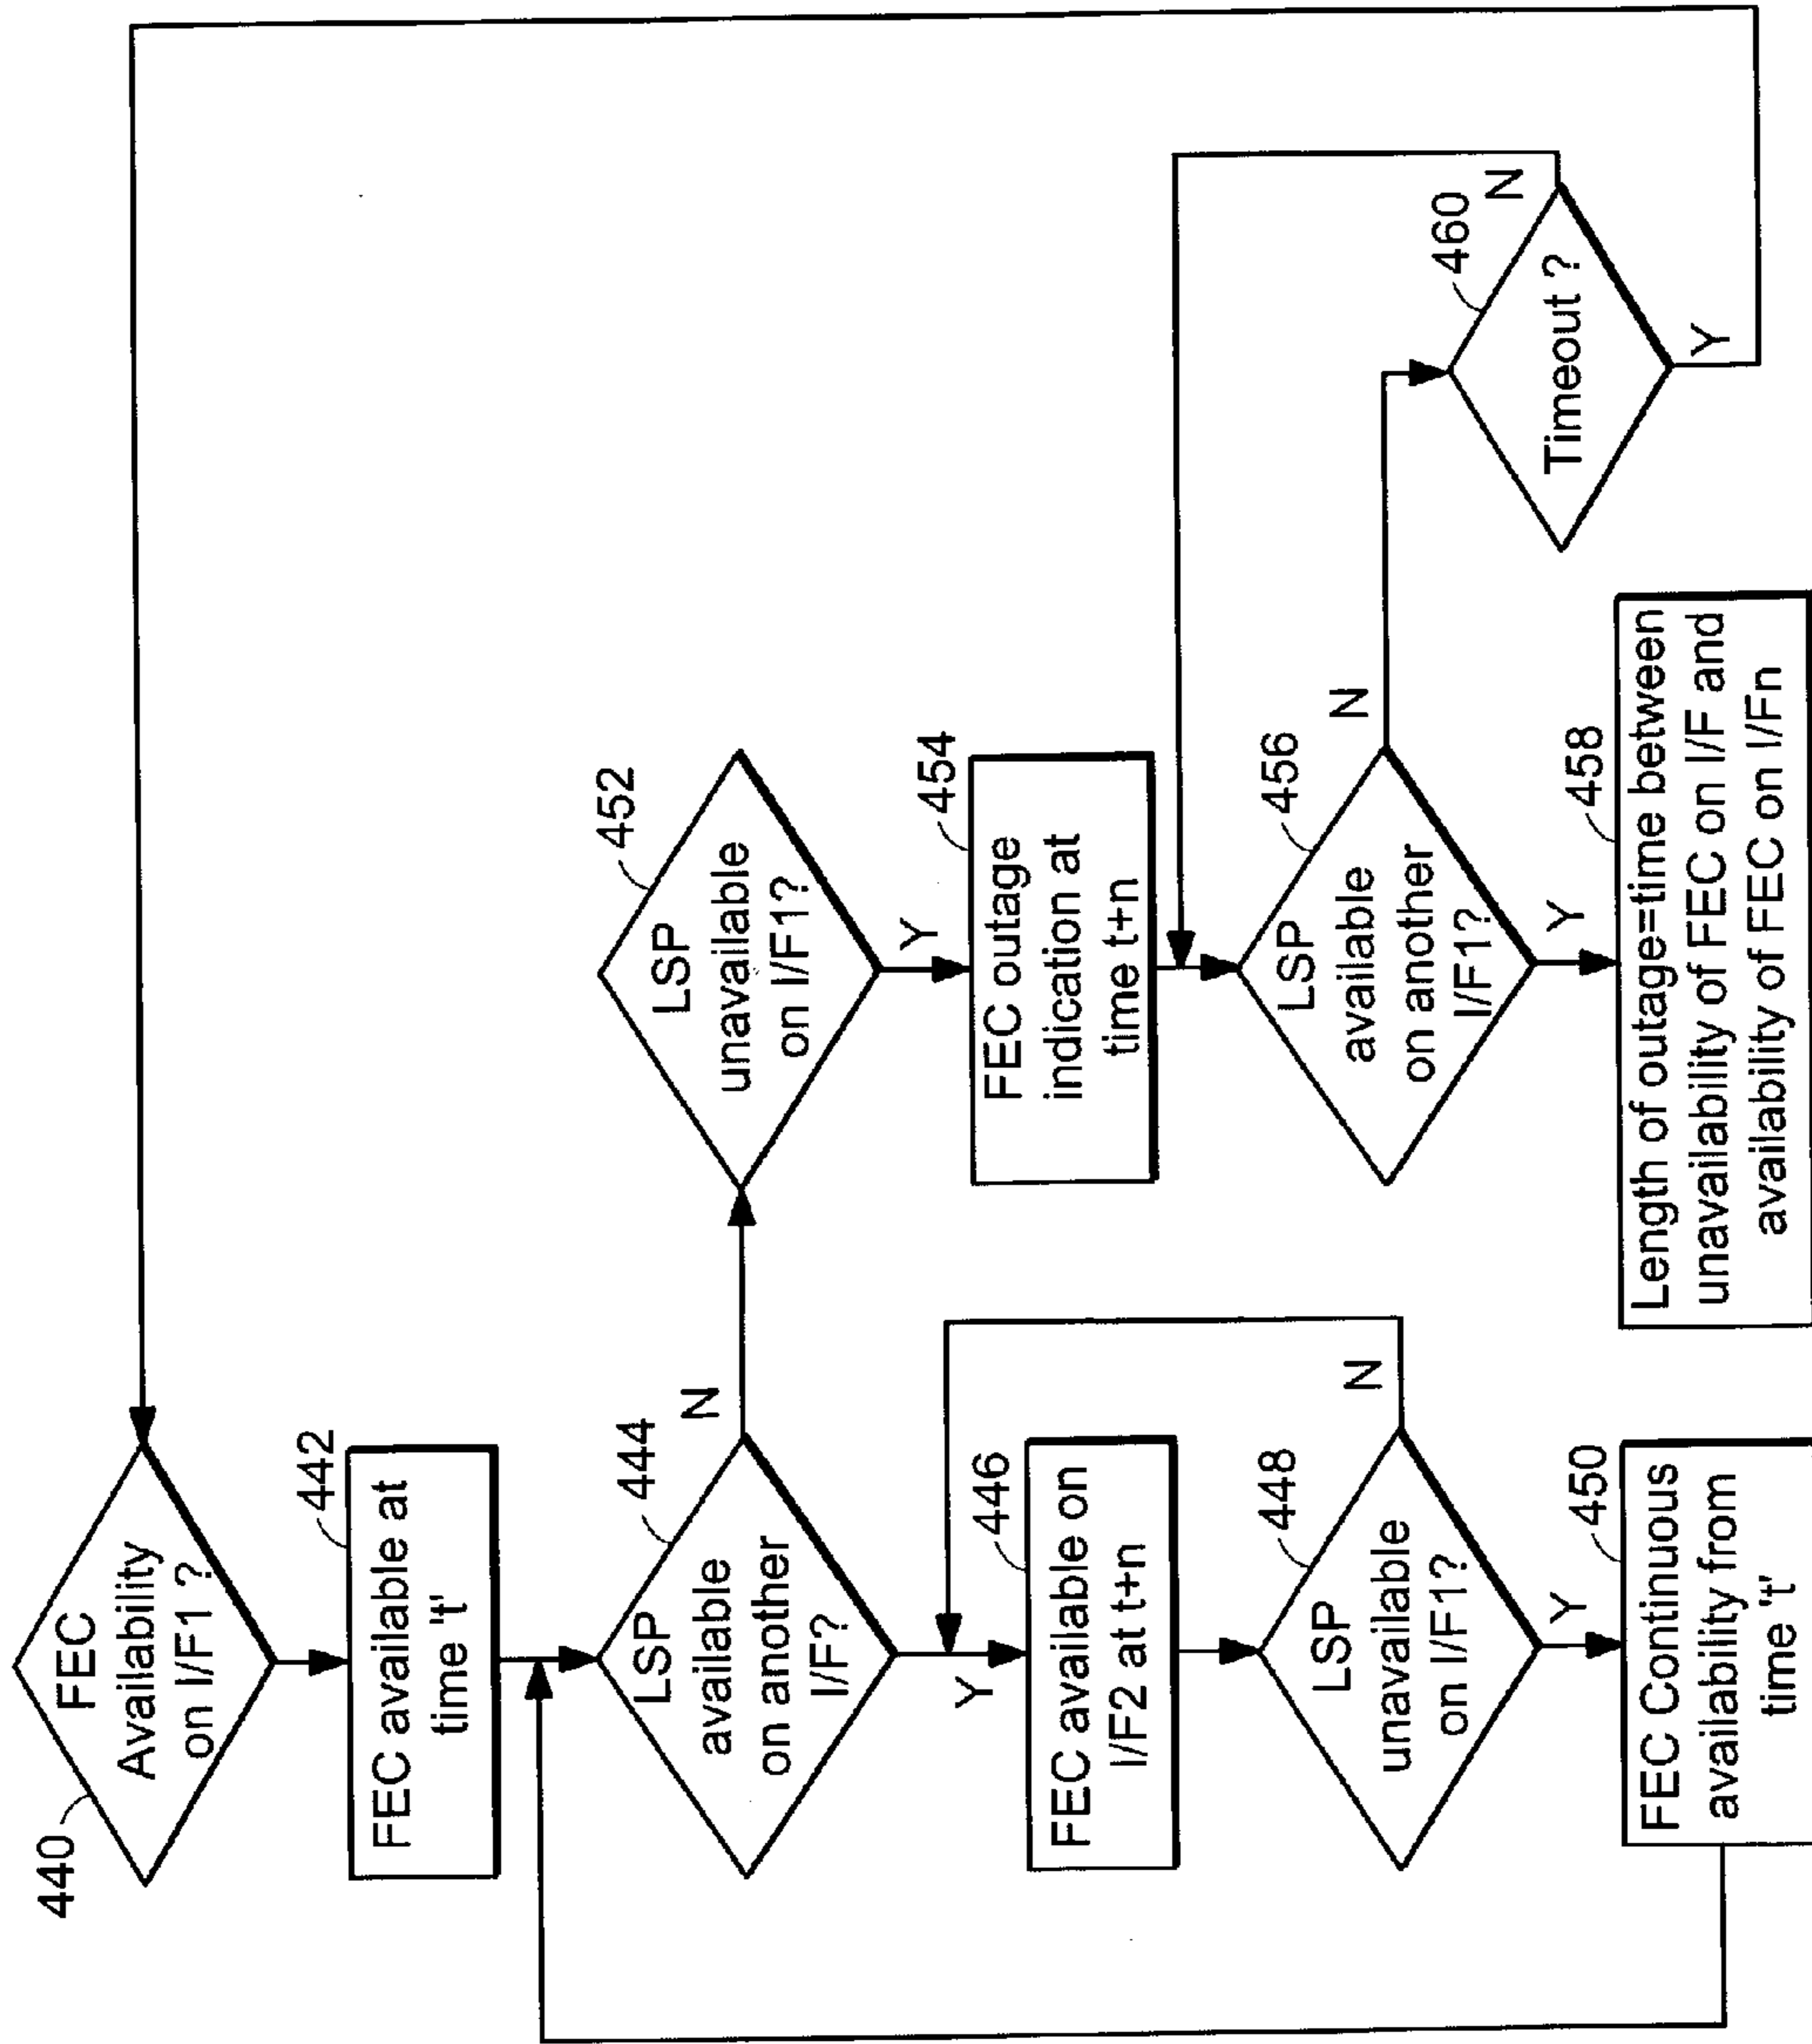 440
FEC
Availability
on I/F1 ?
442
FEC available at
time 't'
444
LSP
available
on another
I/F?
N
Y
446
FEC available on
I/F2 at t+n
448
LSP
unavailable
on I/F1?
N
Y
450
FEC Continuous
availability from
time 't'
452
LSP
unavailable
on I/F1?
Y
454
FEC outage
indication at
time t+n
456
LSP
available
on another
I/F1?
N
Y
458
Length of outage=time between
unavailability of FEC on I/F and
availability of FEC on I/Fn
460
Timeout ?
N
Y